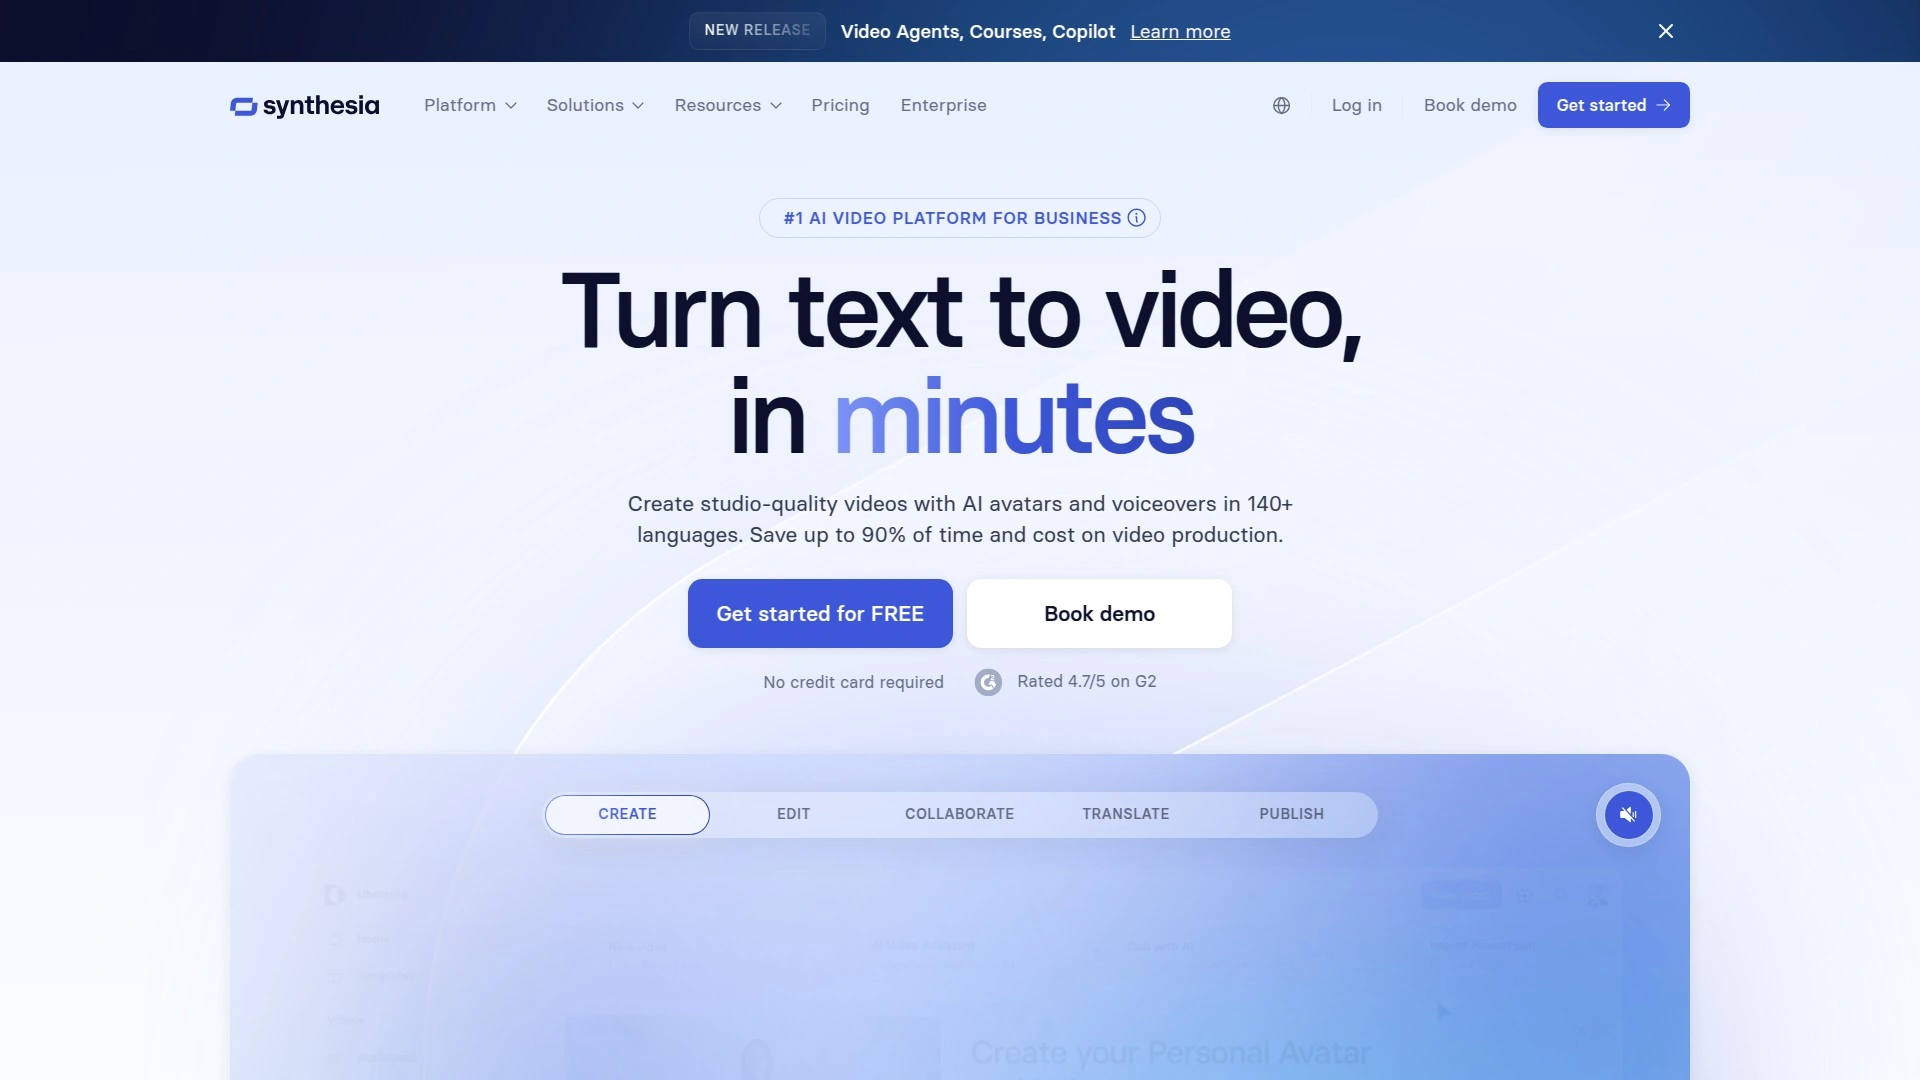 NEW RELEASE Video Agents, Courses, Copilot Learn more
synthesia Platform Solutions Resources Pricing Enterprise Log in Book demo Get started
#1 AI VIDEO PLATFORM FOR BUSINESS
Turn text to video,
in minutes
Create studio-quality videos with AI avatars and voiceovers in 140+
languages. Save up to 90% of time and cost on video production.
Get started for FREE Book demo
No credit card required Rated 4.7/5 on G2
CREATE EDIT COLLABORATE TRANSLATE PUBLISH
Home
Create your Personal Avatar